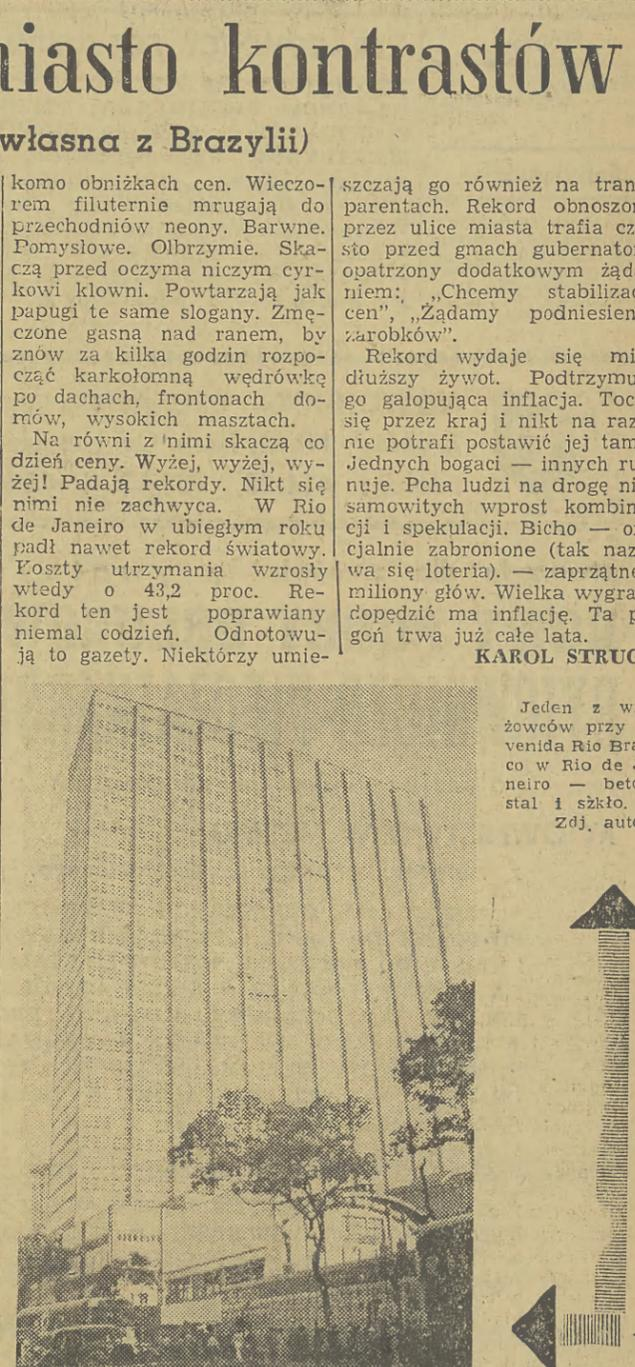 iasto kontrastów
własna z Brazylii)
komo obniżkach cen. Wieczo-
rem filuternie mrugają do
przechodniów neony. Barwne.
Pomysłowe. Olbrzymie. Ska-
czą przed oczyma niczym cyr-
kowi klowni. Powtarzają jak
papugi te same slogany. Zmę-
czone gasną nad ranem, by
znów za kilka godzin rozpo-
cząć karkołomną wędrówkę
po dachach, frontonach do-
mów, wysokich masztach.
Na równi z nimi skaczą co
dzień ceny. Wyżej, wyżej, wy-
żej! Padają rekordy. Nikt się
nimi nie zachwyca. W Rio
de Janeiro w ubiegłym roku
padł nawet rekord światowy.
Koszty utrzymania wzrosły
wtedy o 43,2 proc. Re-
kord ten jest poprawiany
niemal codzień. Odnotowu-
ją to gazety. Niektórzy umie-
szczają go również na tran
parentach. Rekord obnoszon
przez ulice miasta trafia czę
sto przed gmach gubernator
opatrzony dodatkowym żąd
niem: „Chcemy stabilizac
cen”, „Żądamy podniesien
zarobków”.
Rekord wydaje się mi
dłuższy żywot. Podtrzymu
go galopująca inflacja. Toc
się przez kraj i nikt na raz
nie potrafi postawić jej tam
Jednych bogaci — innych ru
nuje. Pcha ludzi na drogę ni
samowitych wprost kombin
cji i spekulacji. Bicho — of
cjalnie zabronione (tak naz
wa się loteria). — zaprzątn
miliony głów. Wielka wygra
dopędzić ma inflację. Ta p
goń trwa już całe lata.
KAROL STRUC
Jeden z w
żowców przy
venida Rio Bra
co w Rio de J
neiro — beto
stal i szkło.
Zdj. auto